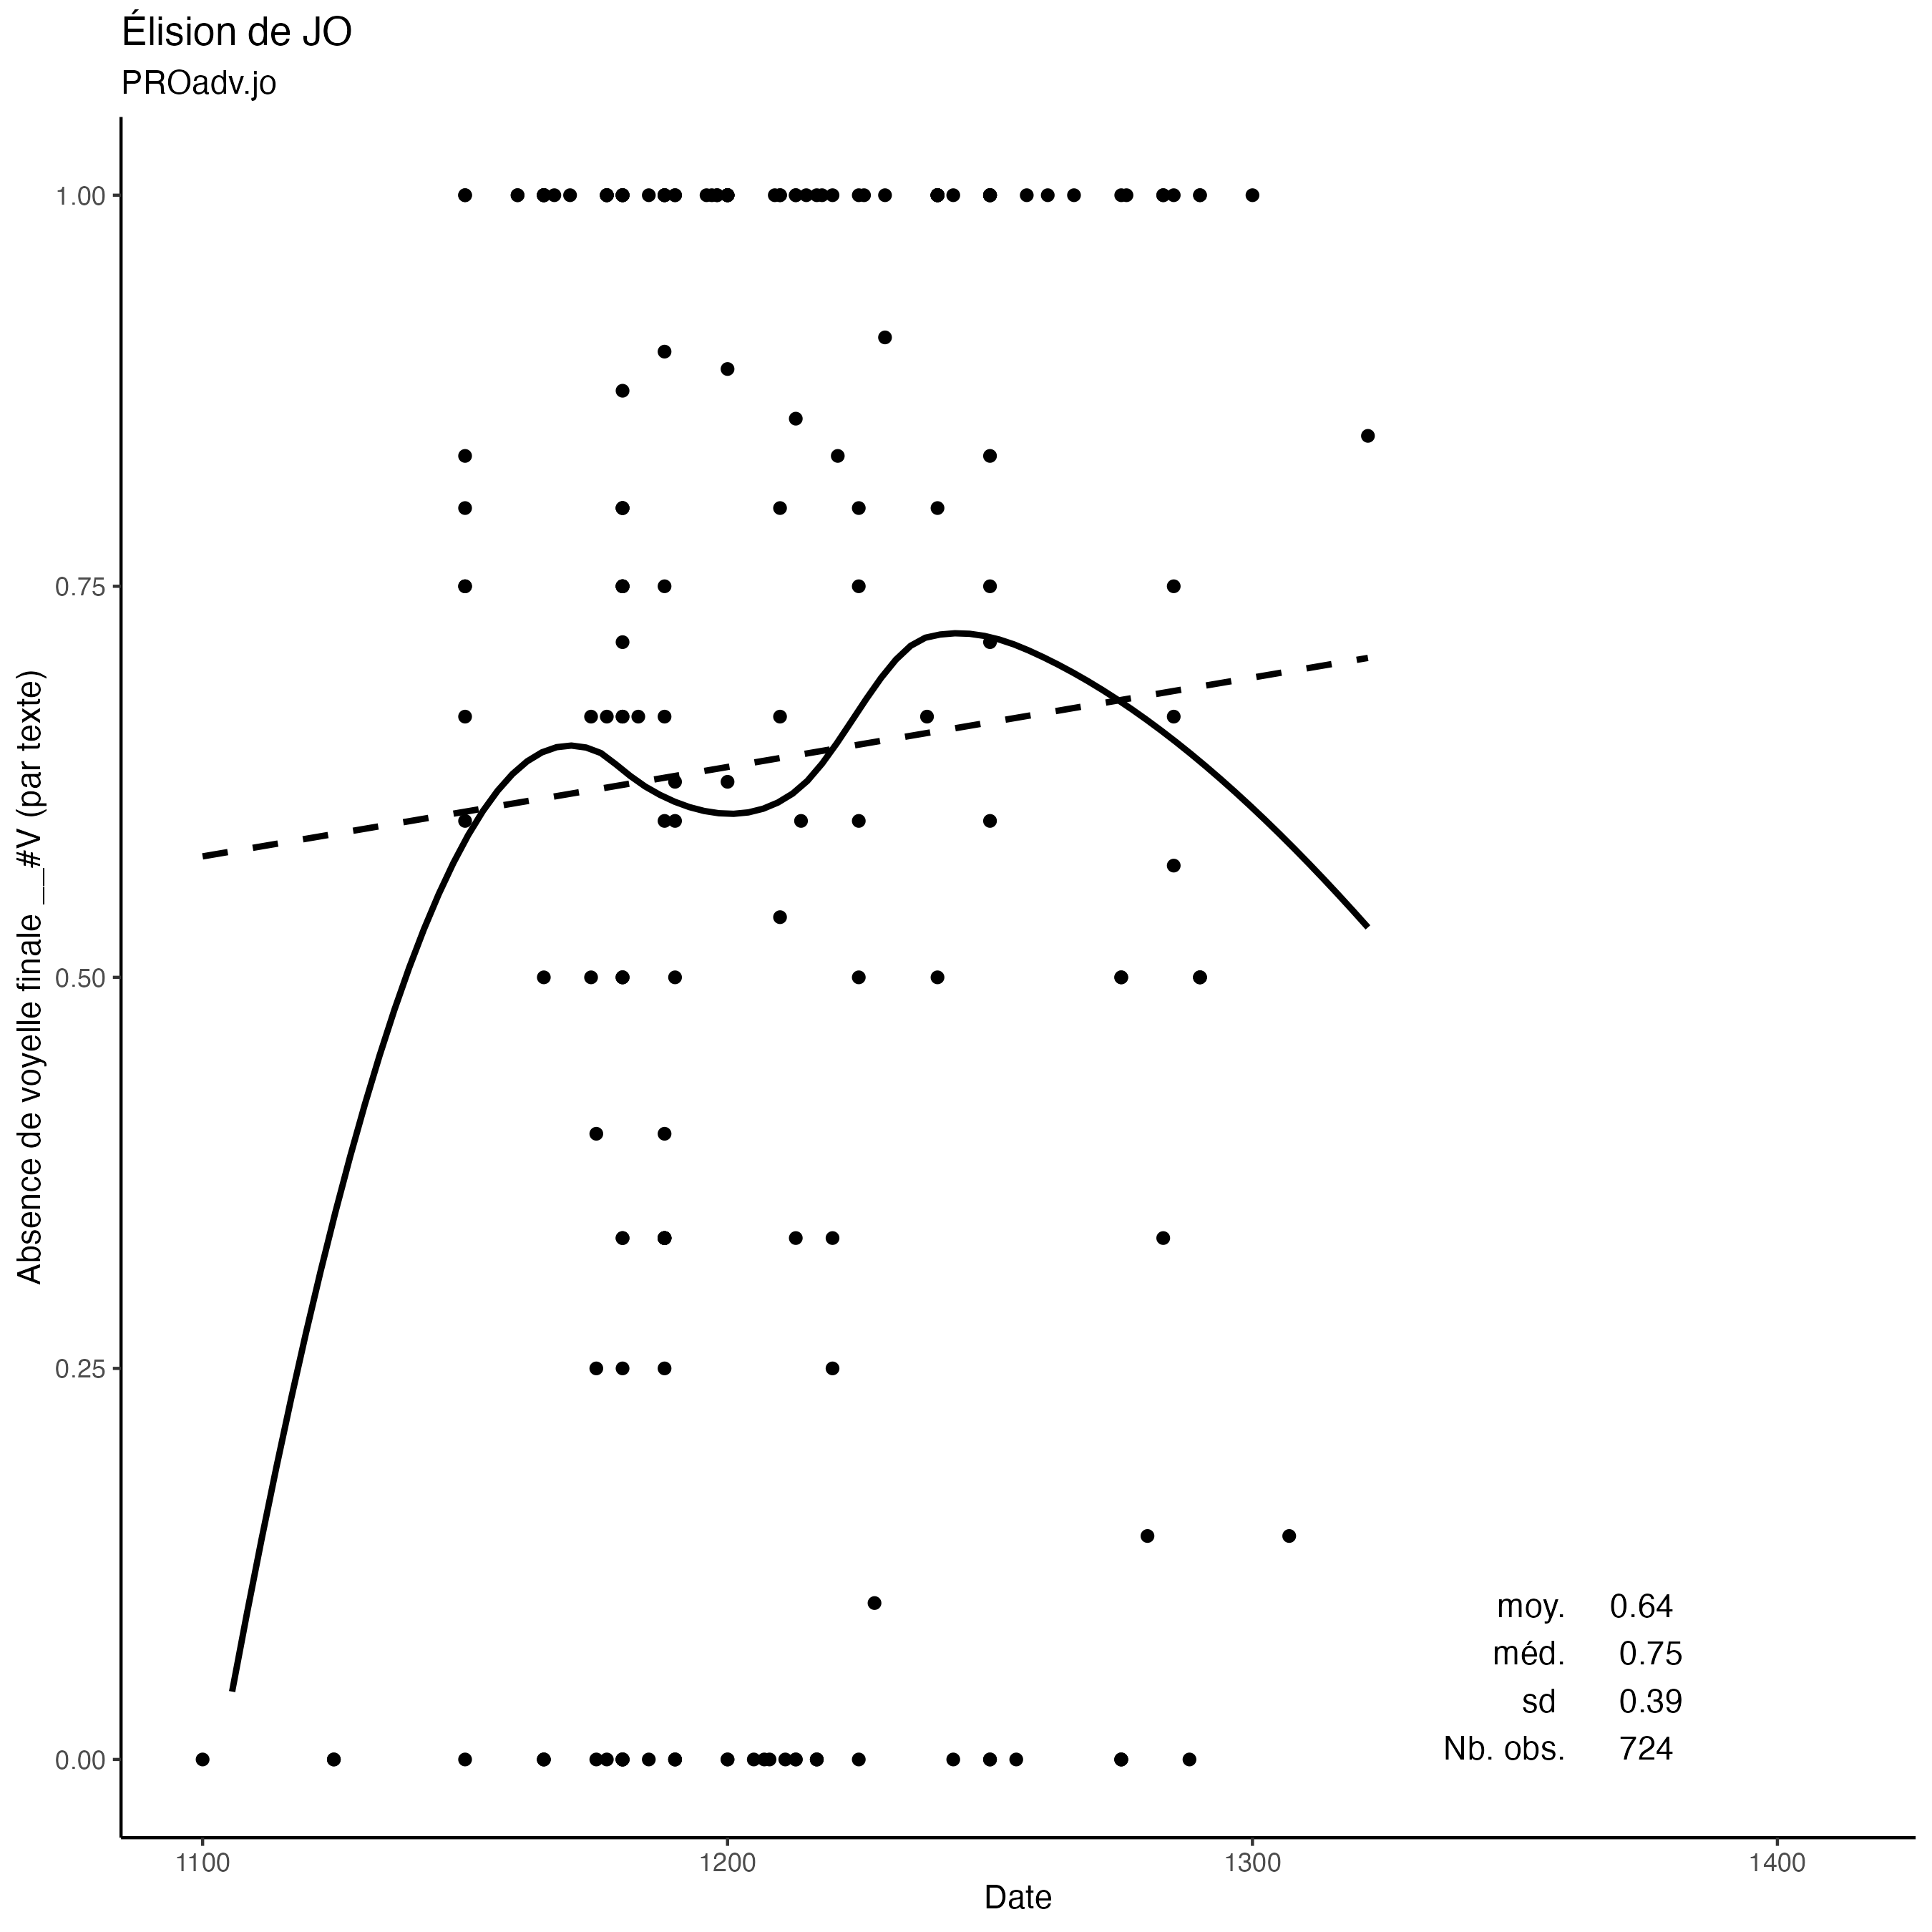 Élision de JO
PROadv.jo
Absence de voyelle finale __#V (par texte)
1.00
0.75
0.50
0.25
0.00
moy. 0.64
méd. 0.75
sd 0.39
Nb. obs. 724
1100 1200 1300 1400
Date